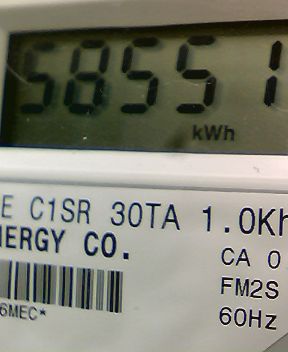 58551
kWh
E C1SR 30TA 1.0Kh
NERGY CO.
CA 0
FM2S
6MEC*
60Hz